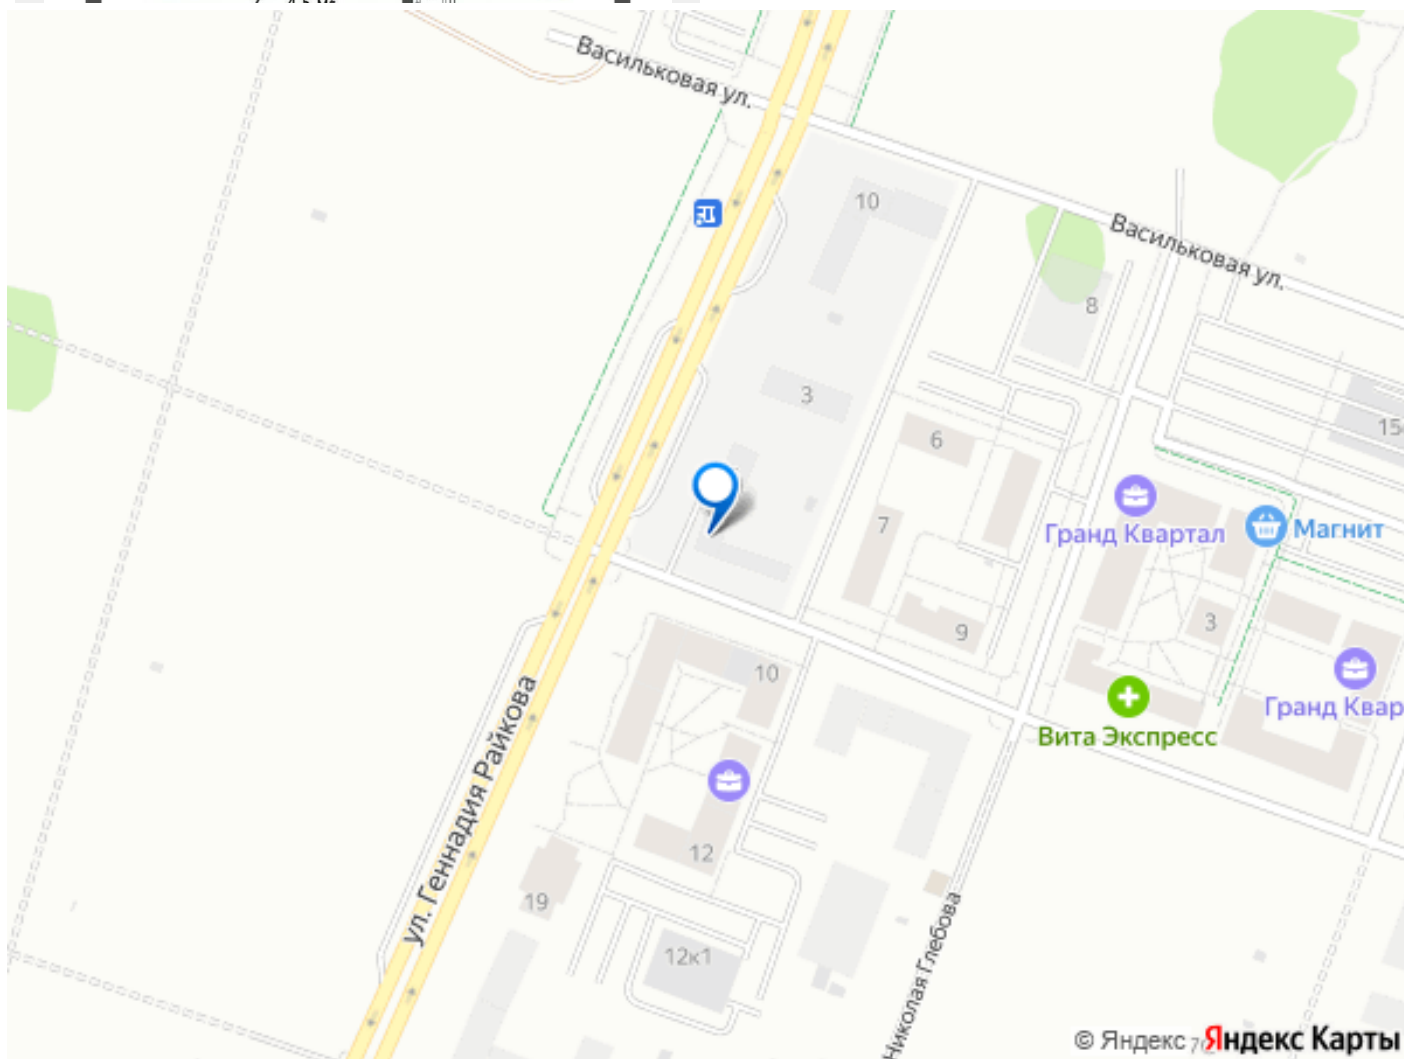 Васильковая ул.
10
Васильковая ул.
8
3
15
6
7
Гранд Квартал
Магнит
9
3
10
Гранд Квар
Вита Экспресс
ул. Геннадия Райкова
12
19
12к1
Николая Глебова
© Яндекс
Яндекс Карты